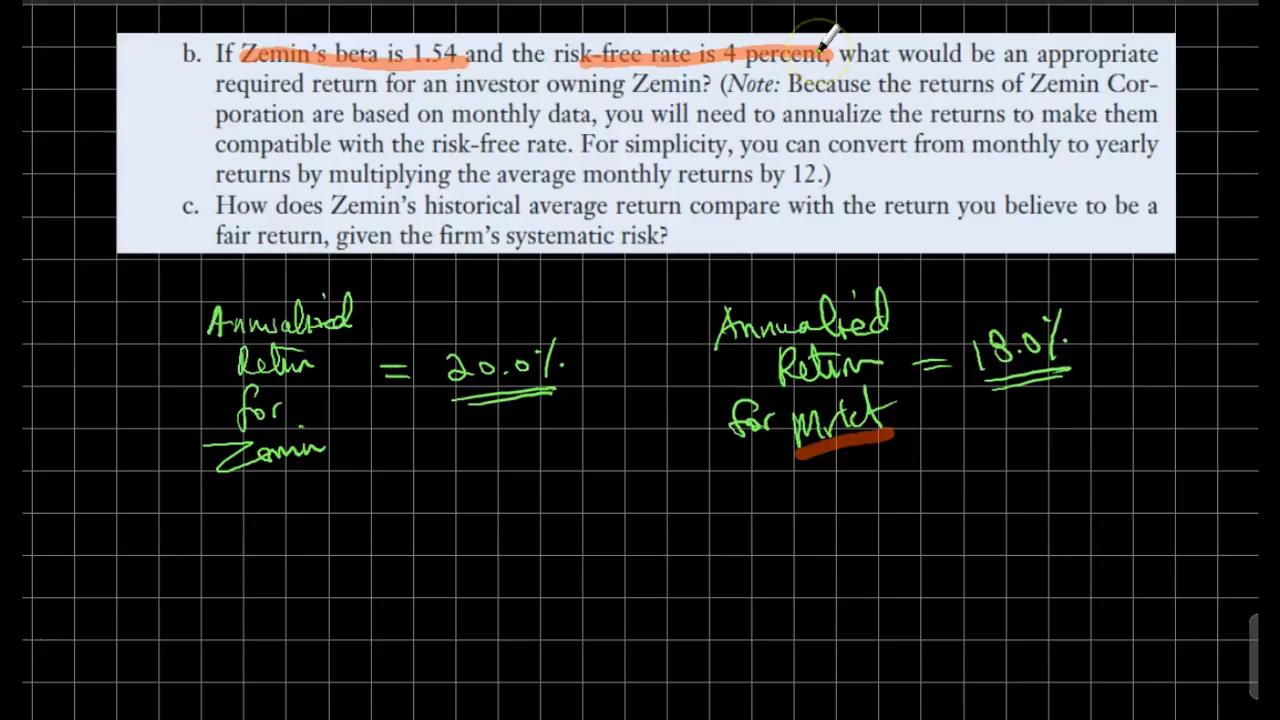 b. If Zemin's beta is 1.54 and the risk-free rate is 4 percent, what would be an appropriate
required return for an investor owning Zemin? (Note: Because the returns of Zemin Cor-
poration are based on monthly data, you will need to annualize the returns to make them
compatible with the risk-free rate. For simplicity, you can convert from monthly to yearly
returns by multiplying the average monthly returns by 12.)
c. How does Zemin's historical average return compare with the return you believe to be a
fair return, given the firm's systematic risk?
Annualized
Return
for
Zemin
= 20.0%.
Annualized
Return
for Mrkt
= 18.0%.